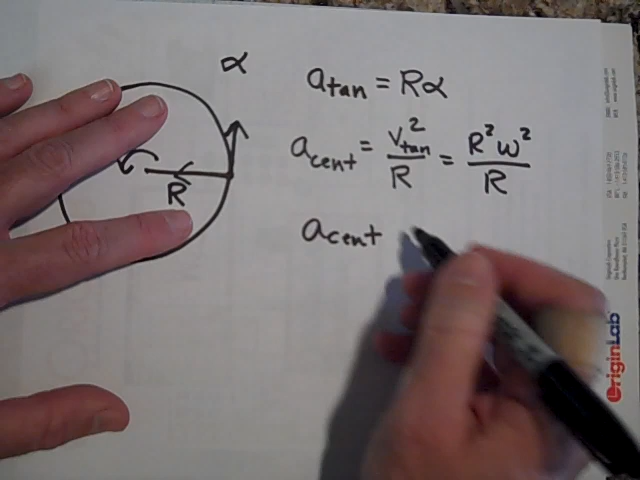 α
a_tan = Rα
a_cent = v_tan²/R = R²ω²/R
R
a_cent
OriginLab